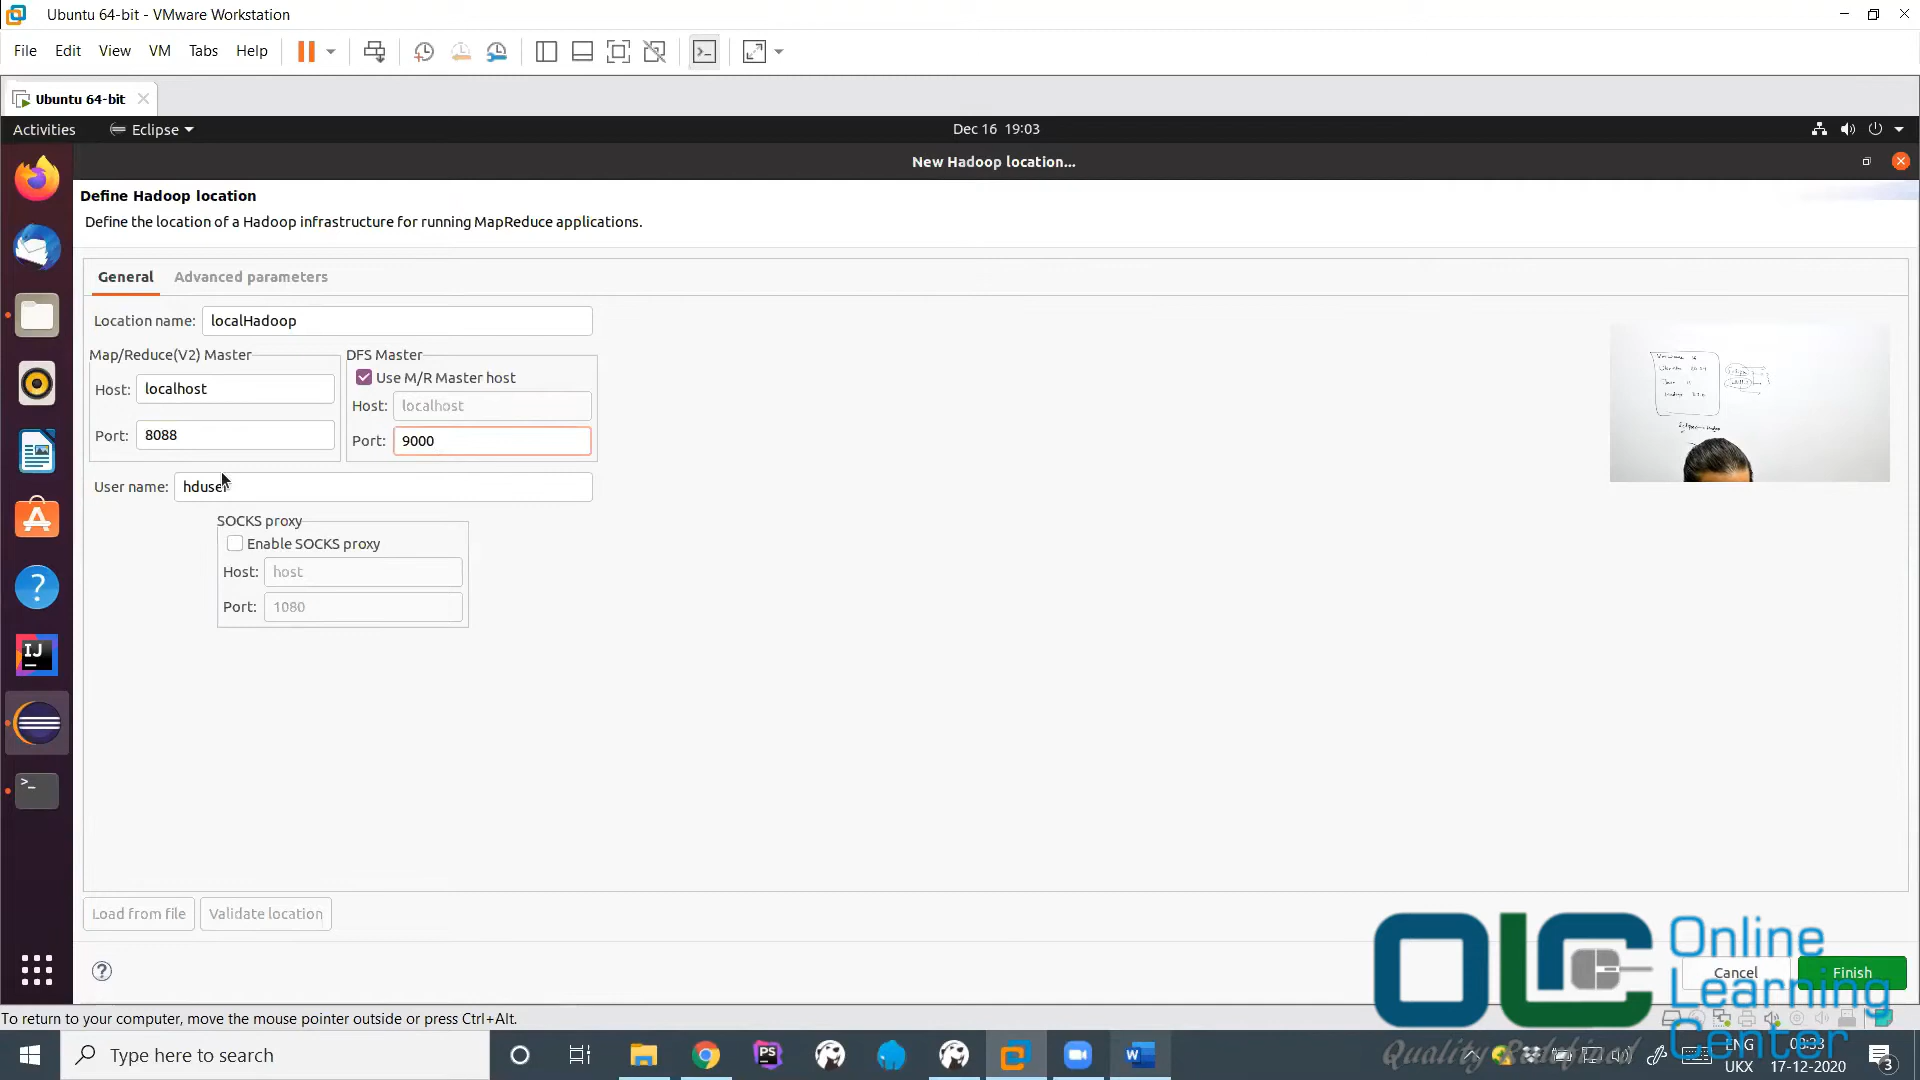 Ubuntu 64-bit - VMware Workstation
File Edit View VM Tabs Help
Ubuntu 64-bit
Activities Eclipse Dec 16 19:03
New Hadoop location...
Define Hadoop location
Define the location of a Hadoop infrastructure for running MapReduce applications.
General Advanced parameters
Location name: localHadoop
Map/Reduce(V2) Master DFS Master
Use M/R Master host
Host: localhost Host: localhost
Port: 8088 Port: 9000
User name: hduser
SOCKS proxy
Enable SOCKS proxy
Host: host
Port: 1080
Load from file Validate location
Cancel Finish
OLC Online
Learning
Center
To return to your computer, move the mouse pointer outside or press Ctrl+Alt.
Type here to search
ENG
UKX 17-12-2020
3